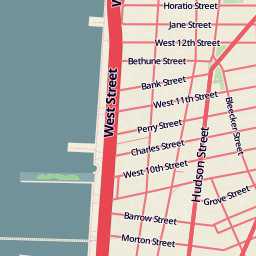 Horatio Street
Jane Street
West 12th Street
Bethune Street
Bank Street
West 11th Street
Bleecker Street
West Street
Perry Street
Charles Street
Hudson Street
West 10th Street
Grove Street
Barrow Street
Morton Street